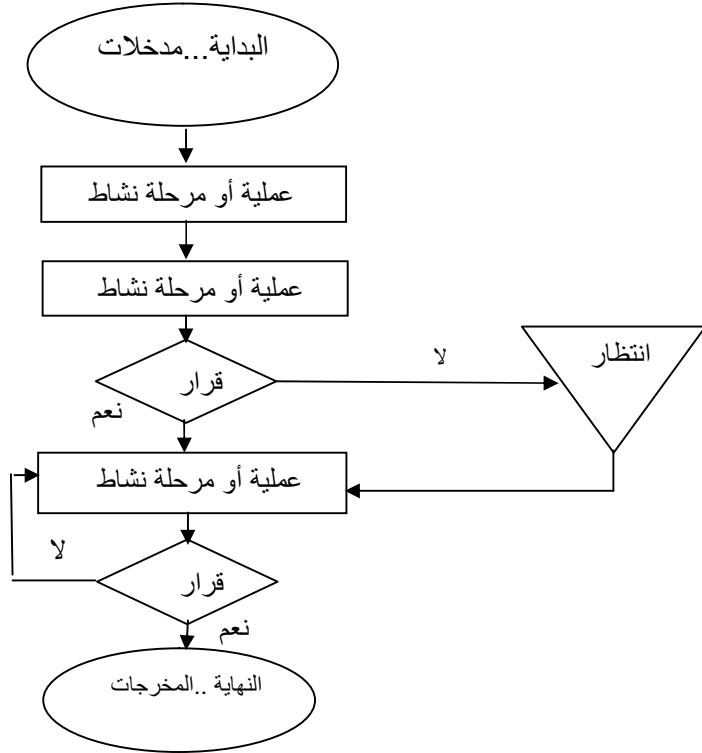 البداية...مدخلات
عملية أو مرحلة نشاط
عملية أو مرحلة نشاط
انتظار
لا
قرار
نعم
عملية أو مرحلة نشاط
لا
قرار
نعم
النهاية ..المخرجات